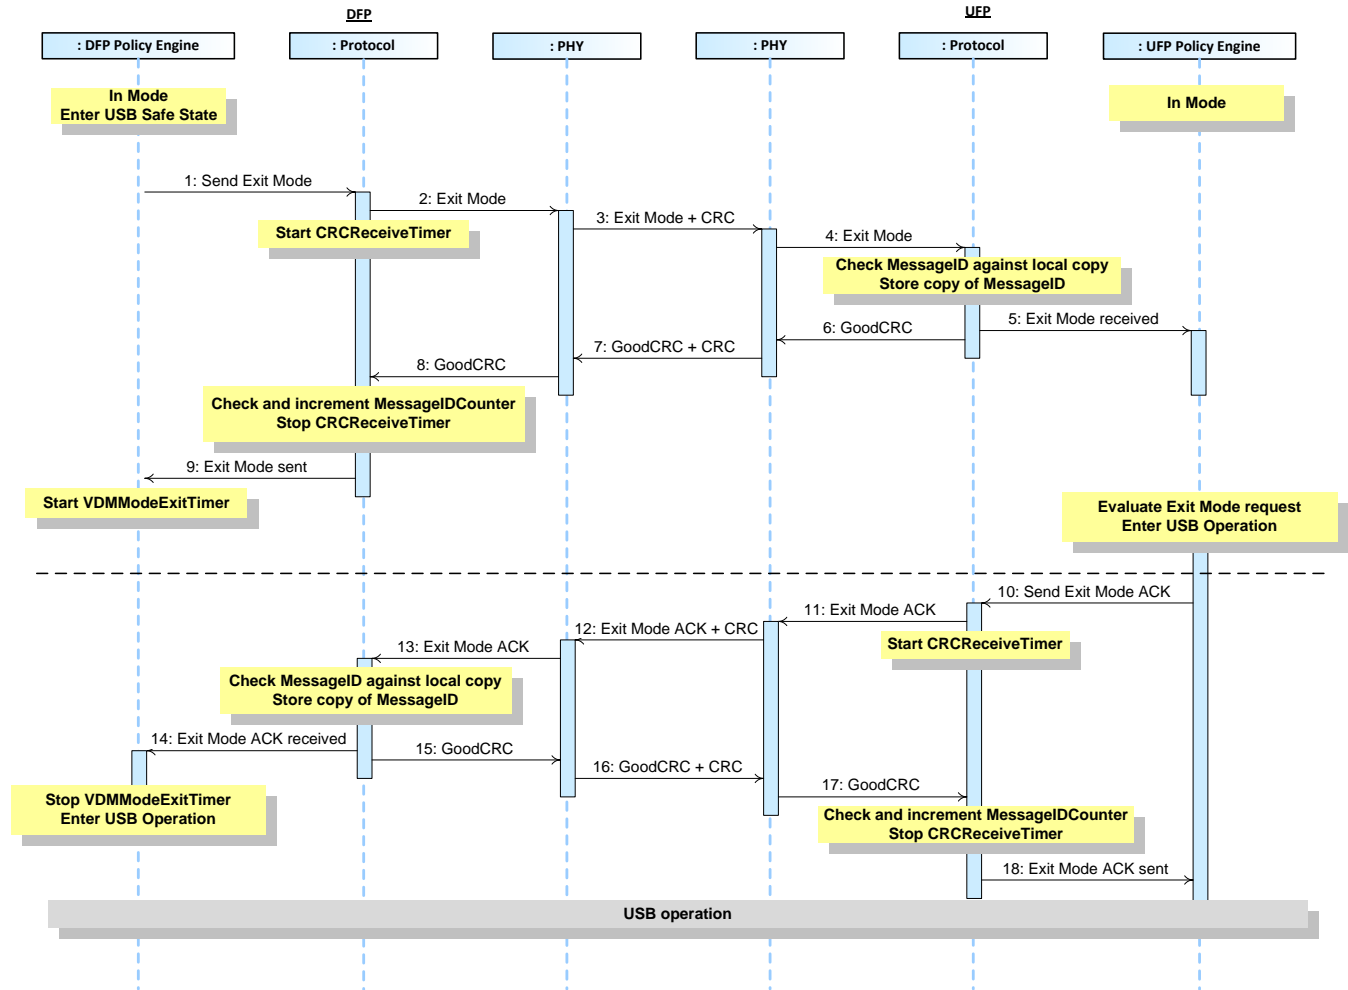 DFP
UFP
: DFP Policy Engine
: Protocol
: PHY
: PHY
: Protocol
: UFP Policy Engine
In Mode
Enter USB Safe State
In Mode
1: Send Exit Mode
2: Exit Mode
3: Exit Mode + CRC
Start CRCReceiveTimer
4: Exit Mode
Check MessageID against local copy
Store copy of MessageID
5: Exit Mode received
6: GoodCRC
7: GoodCRC + CRC
8: GoodCRC
Check and increment MessageIDCounter
Stop CRCReceiveTimer
9: Exit Mode sent
Start VDMModeExitTimer
Evaluate Exit Mode request
Enter USB Operation
10: Send Exit Mode ACK
11: Exit Mode ACK
12: Exit Mode ACK + CRC
Start CRCReceiveTimer
13: Exit Mode ACK
Check MessageID against local copy
Store copy of MessageID
14: Exit Mode ACK received
15: GoodCRC
16: GoodCRC + CRC
17: GoodCRC
Stop VDMModeExitTimer
Enter USB Operation
Check and increment MessageIDCounter
Stop CRCReceiveTimer
18: Exit Mode ACK sent
USB operation